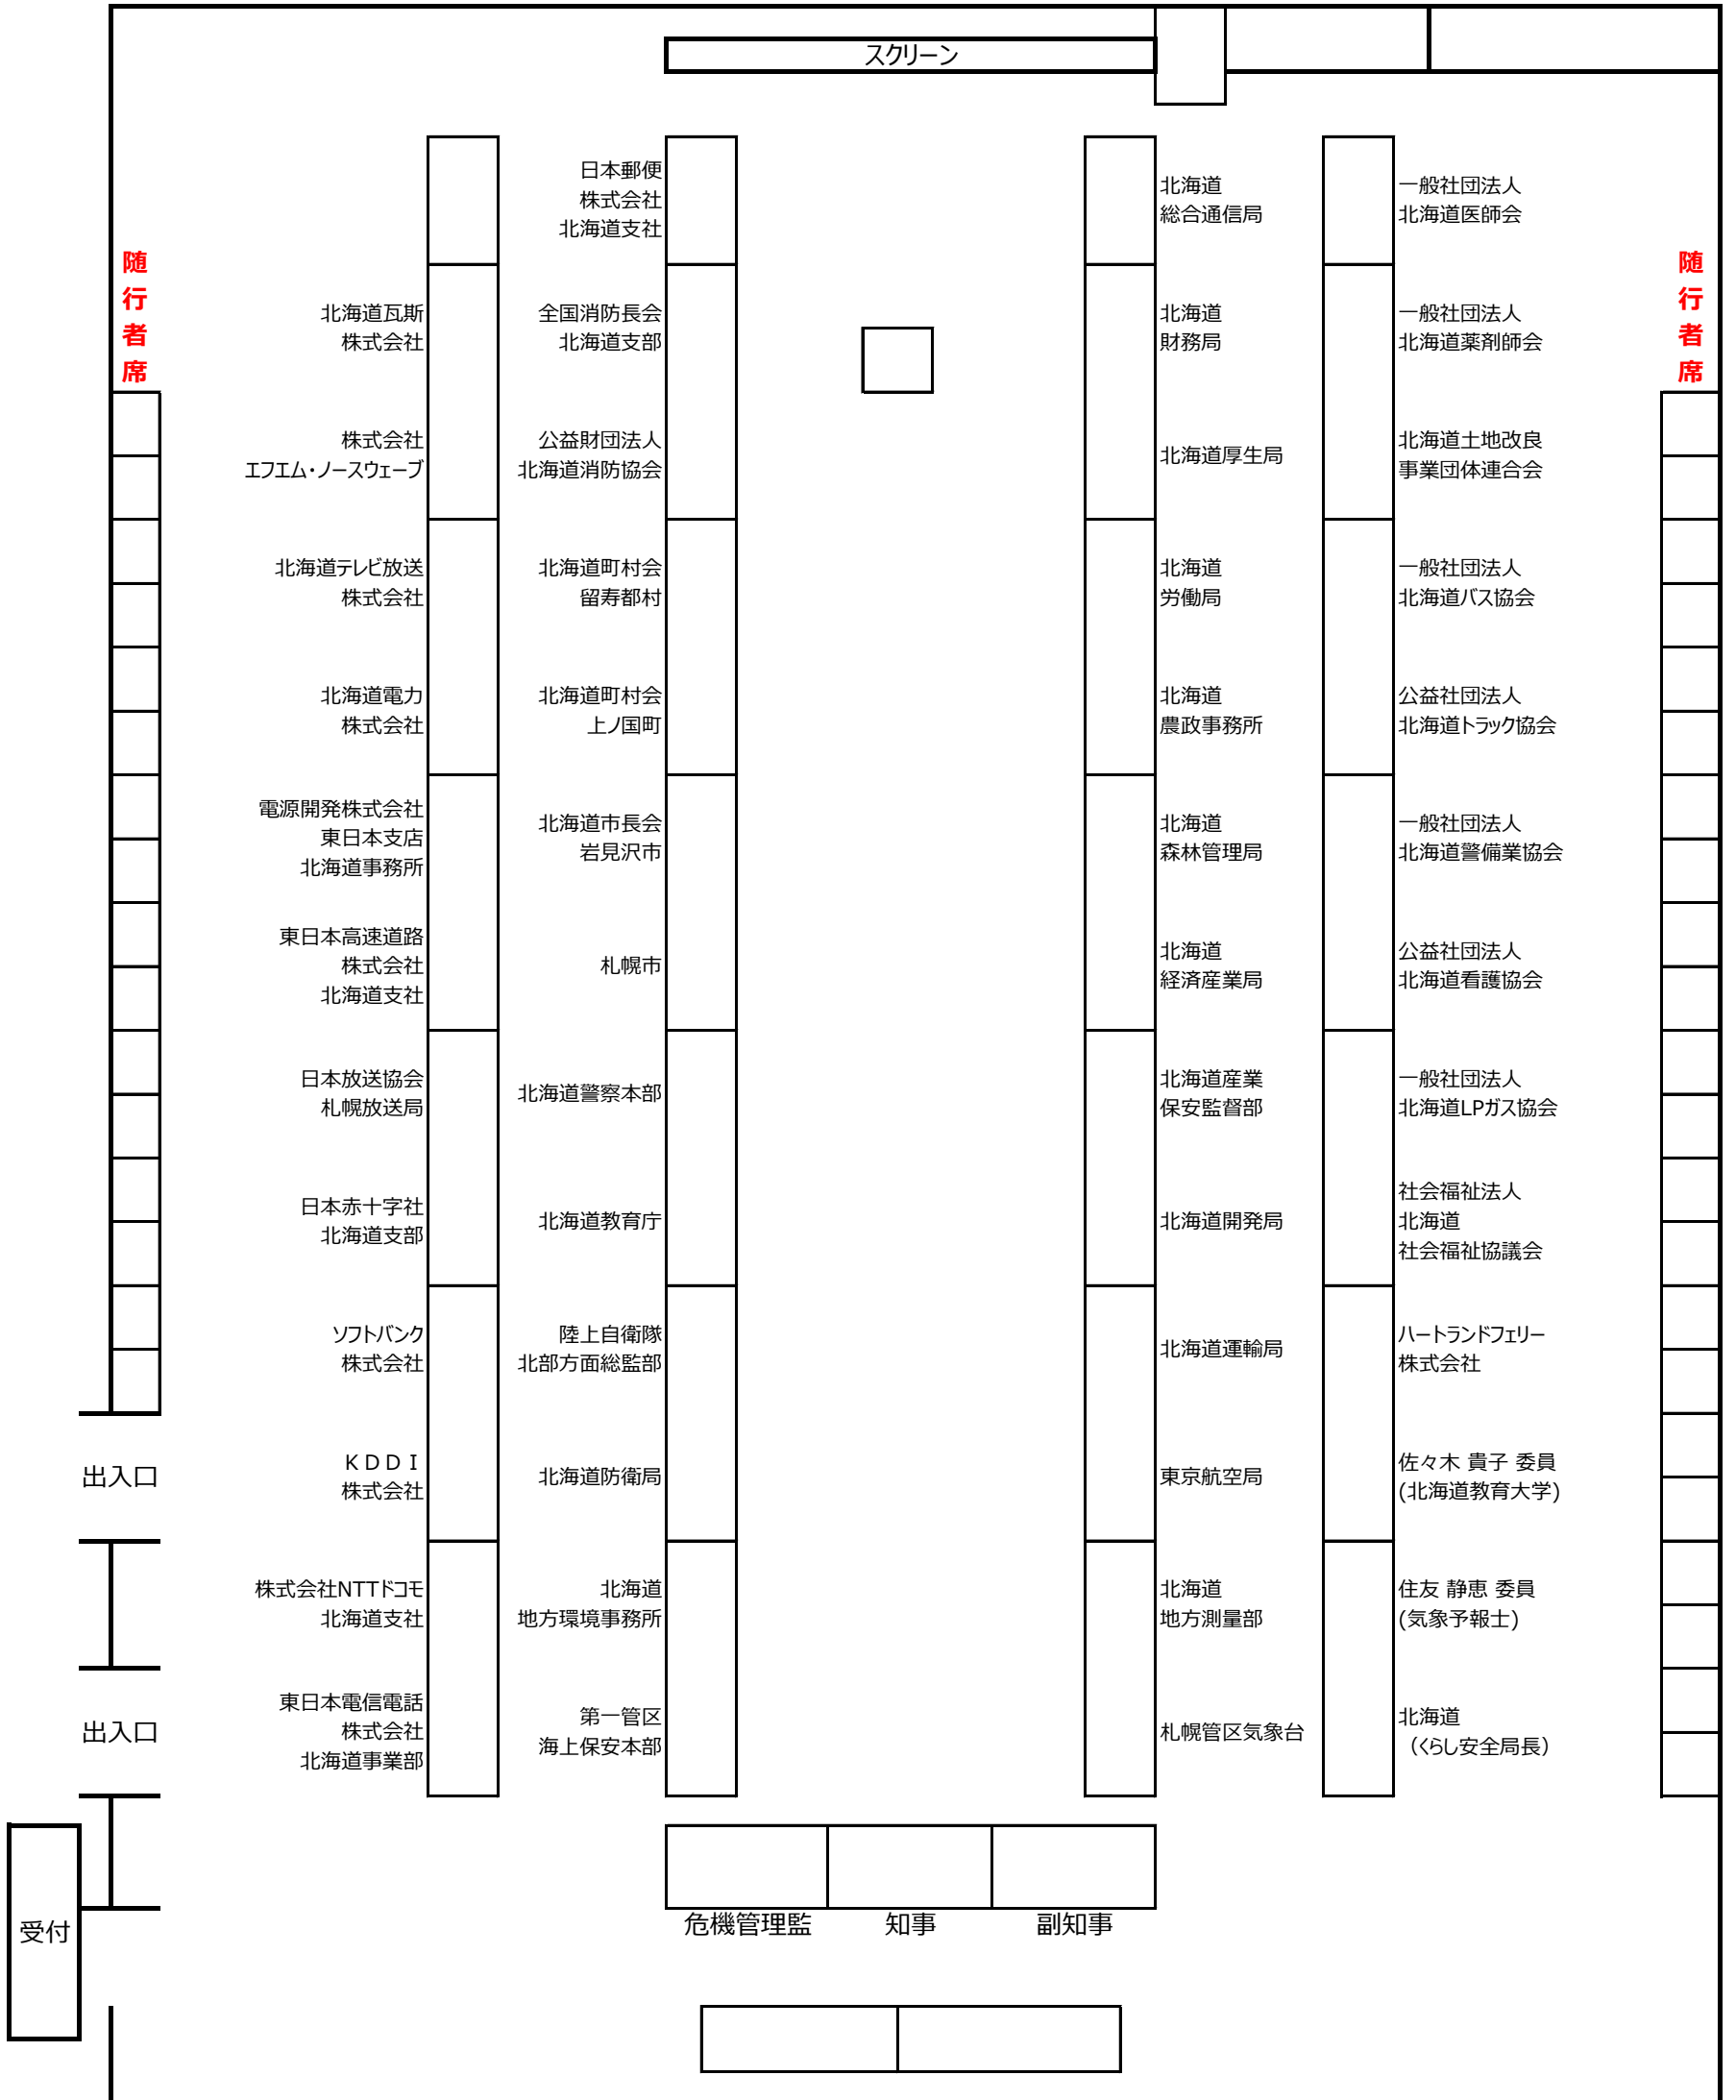 スクリーン
随
行
者
席
北海道瓦斯
株式会社
株式会社
エフエム・ノースウェーブ
北海道テレビ放送
株式会社
北海道電力
株式会社
電源開発株式会社
東日本支店
北海道事務所
東日本高速道路
株式会社
北海道支社
日本放送協会
札幌放送局
日本赤十字社
北海道支部
ソフトバンク
株式会社
ＫＤＤＩ
株式会社
株式会社NTTドコモ
北海道支社
東日本電信電話
株式会社
北海道事業部
日本郵便
株式会社
北海道支社
全国消防長会
北海道支部
公益財団法人
北海道消防協会
北海道町村会
留寿都村
北海道町村会
上ノ国町
北海道市長会
岩見沢市
札幌市
北海道警察本部
北海道教育庁
陸上自衛隊
北部方面総監部
北海道防衛局
北海道
地方環境事務所
第一管区
海上保安本部
北海道
総合通信局
北海道
財務局
北海道厚生局
北海道
労働局
北海道
農政事務所
北海道
森林管理局
北海道
経済産業局
北海道産業
保安監督部
北海道開発局
北海道運輸局
東京航空局
北海道
地方測量部
札幌管区気象台
一般社団法人
北海道医師会
一般社団法人
北海道薬剤師会
北海道土地改良
事業団体連合会
一般社団法人
北海道バス協会
公益社団法人
北海道トラック協会
一般社団法人
北海道警備業協会
公益社団法人
北海道看護協会
一般社団法人
北海道LPガス協会
社会福祉法人
北海道
社会福祉協議会
ハートランドフェリー
株式会社
佐々木 貴子 委員
(北海道教育大学)
住友 静恵 委員
(気象予報士)
北海道
（くらし安全局長）
随
行
者
席
出入口
出入口
受付
危機管理監
知事
副知事